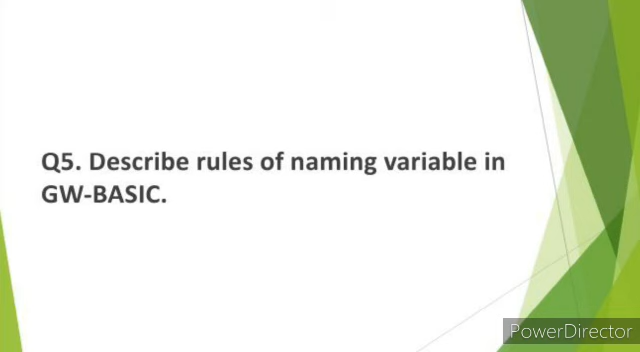 Q5. Describe rules of naming variable in
GW-BASIC.
PowerDirector